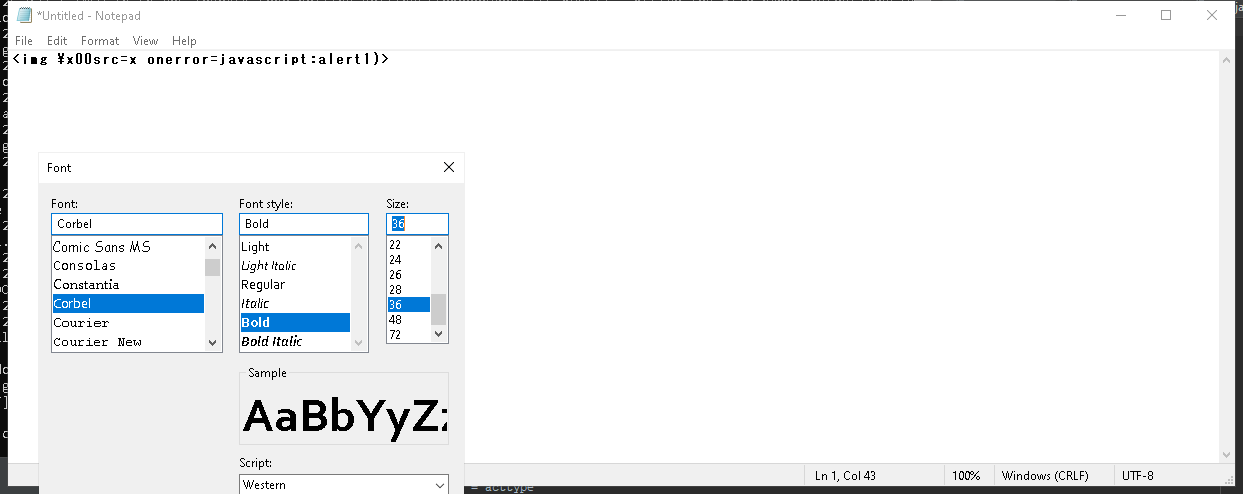 *Untitled - Notepad
File Edit Format View Help
<img ¥x00src=x onerror=javascript:alert1)>
Font
Font: Font style: Size:
Corbel Bold 36
Comic Sans MS Light 22
Consolas Light Italic 24
Constantia Regular 26
Corbel Italic 28
Courier Bold 36
Courier New Bold Italic 48
72
Sample
AaBbYyZz
Script:
Western
Ln 1, Col 43 100% Windows (CRLF) UTF-8
= acctype